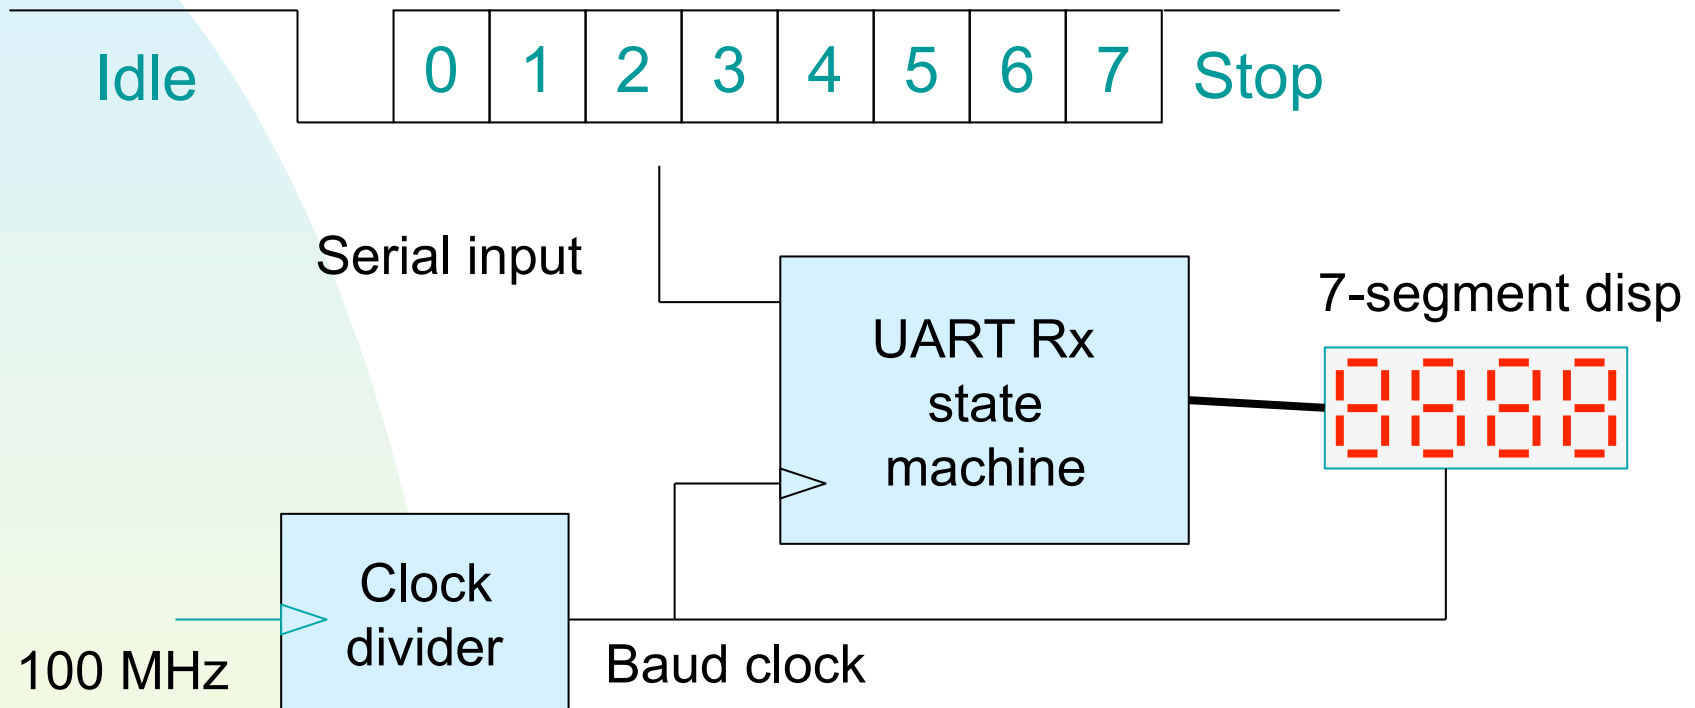 Idle 0 1 2 3 4 5 6 7 Stop
Serial input
7-segment disp
UART Rx
state
machine
8888
Clock
divider
100 MHz
Baud clock